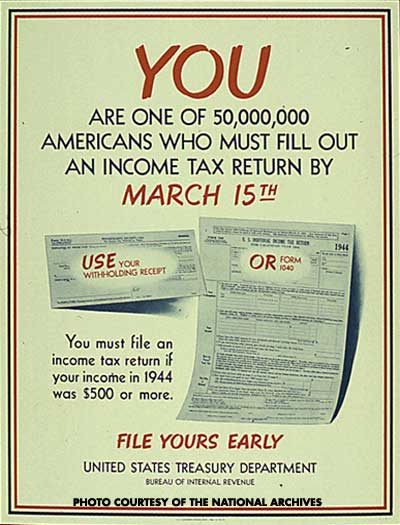 YOU
ARE ONE OF 50,000,000
AMERICANS WHO MUST FILL OUT
AN INCOME TAX RETURN BY
MARCH 15TH
USE YOUR
WITHHOLDING RECEIPT
U. S. INDIVIDUAL INCOME TAX RETURN
1944
OR FORM
1040
You must file an
income tax return if
your income in 1944
was $500 or more.
FILE YOURS EARLY
UNITED STATES TREASURY DEPARTMENT
BUREAU OF INTERNAL REVENUE
PHOTO COURTESY OF THE NATIONAL ARCHIVES